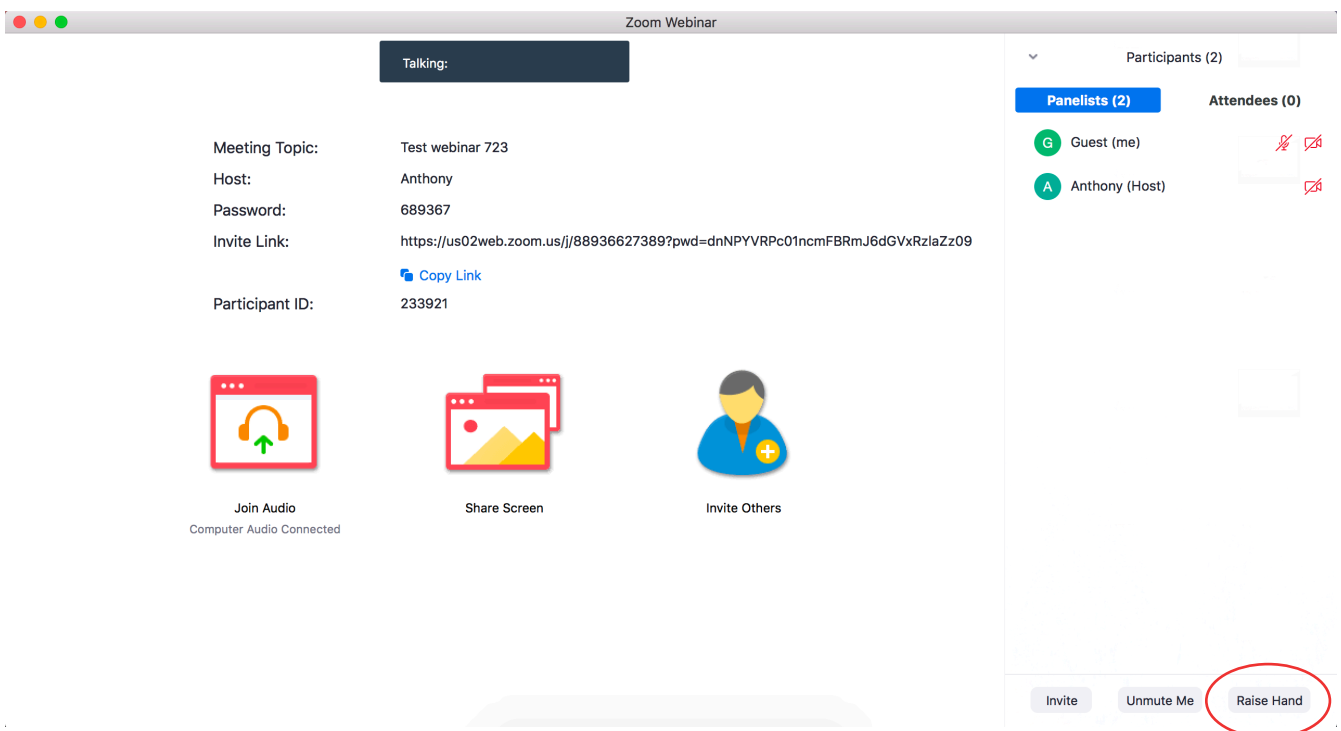 Zoom Webinar
Talking:
Meeting Topic: Test webinar 723
Host: Anthony
Password: 689367
Invite Link: https://us02web.zoom.us/j/88936627389?pwd=dnNPYVRPc01ncmFBRmJ6dGVxRzlaZz09
Copy Link
Participant ID: 233921
Join Audio
Computer Audio Connected
Share Screen
Invite Others
Participants (2)
Panelists (2) Attendees (0)
G Guest (me)
A Anthony (Host)
Invite Unmute Me Raise Hand